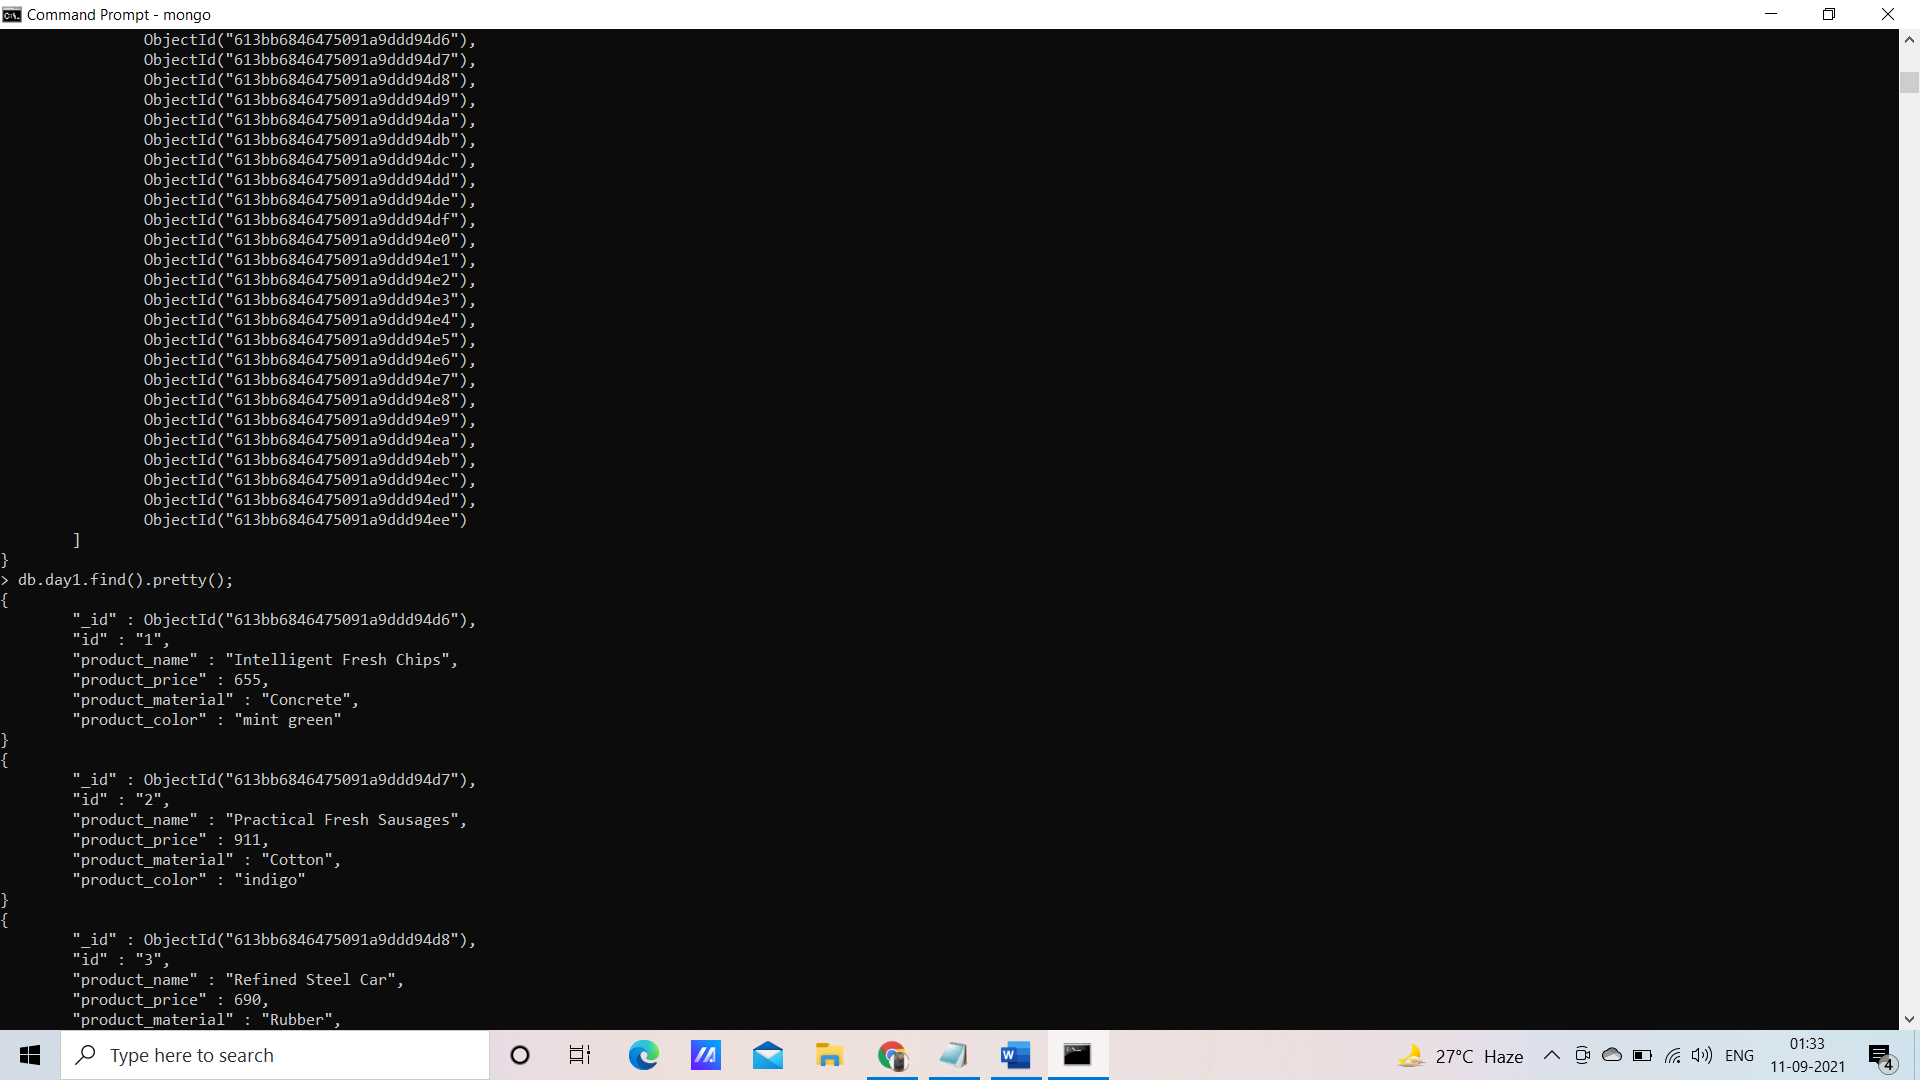 Command Prompt - mongo
ObjectId("613bb6846475091a9ddd94d6"),
ObjectId("613bb6846475091a9ddd94d7"),
ObjectId("613bb6846475091a9ddd94d8"),
ObjectId("613bb6846475091a9ddd94d9"),
ObjectId("613bb6846475091a9ddd94da"),
ObjectId("613bb6846475091a9ddd94db"),
ObjectId("613bb6846475091a9ddd94dc"),
ObjectId("613bb6846475091a9ddd94dd"),
ObjectId("613bb6846475091a9ddd94de"),
ObjectId("613bb6846475091a9ddd94df"),
ObjectId("613bb6846475091a9ddd94e0"),
ObjectId("613bb6846475091a9ddd94e1"),
ObjectId("613bb6846475091a9ddd94e2"),
ObjectId("613bb6846475091a9ddd94e3"),
ObjectId("613bb6846475091a9ddd94e4"),
ObjectId("613bb6846475091a9ddd94e5"),
ObjectId("613bb6846475091a9ddd94e6"),
ObjectId("613bb6846475091a9ddd94e7"),
ObjectId("613bb6846475091a9ddd94e8"),
ObjectId("613bb6846475091a9ddd94e9"),
ObjectId("613bb6846475091a9ddd94ea"),
ObjectId("613bb6846475091a9ddd94eb"),
ObjectId("613bb6846475091a9ddd94ec"),
ObjectId("613bb6846475091a9ddd94ed"),
ObjectId("613bb6846475091a9ddd94ee")
]
}
> db.day1.find().pretty();
{
"_id" : ObjectId("613bb6846475091a9ddd94d6"),
"id" : "1",
"product_name" : "Intelligent Fresh Chips",
"product_price" : 655,
"product_material" : "Concrete",
"product_color" : "mint green"
}
{
"_id" : ObjectId("613bb6846475091a9ddd94d7"),
"id" : "2",
"product_name" : "Practical Fresh Sausages",
"product_price" : 911,
"product_material" : "Cotton",
"product_color" : "indigo"
}
{
"_id" : ObjectId("613bb6846475091a9ddd94d8"),
"id" : "3",
"product_name" : "Refined Steel Car",
"product_price" : 690,
"product_material" : "Rubber",
Type here to search
27°C Haze
ENG
01:33
11-09-2021
4